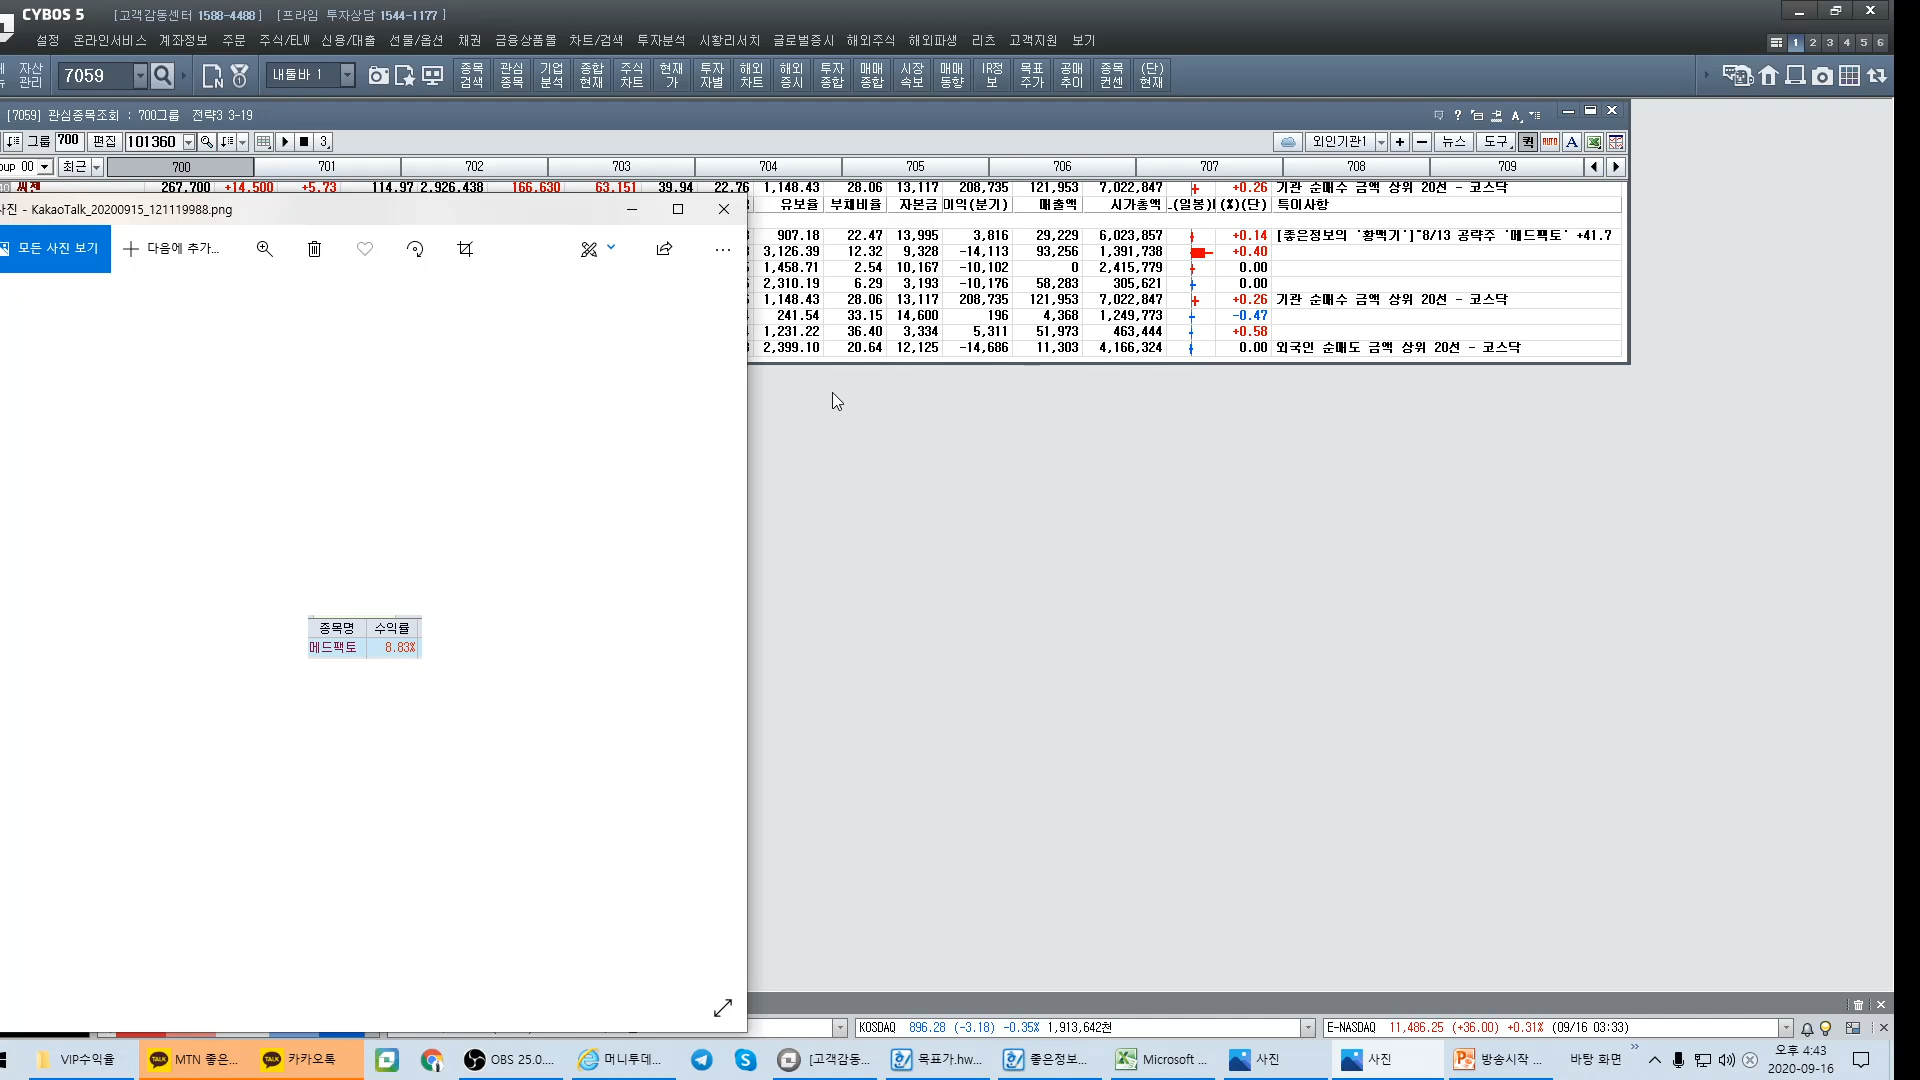 CYBOS 5 [고객감동센터 1588-4488] [프라임 투자상담 1544-1177 ]
설정 온라인서비스 계좌정보 주문 주식/ELW 신용/대출 선물/옵션 채권 금융상품몰 차트/검색 투자분석 시황리서치 글로벌증시 해외주식 해외파생 리츠 고객지원 보기
1 2 3 4 5 6
자산 관리 7059 내툴바 1 종목 검색 관심 종목 기업 분석 종합 현재 주식 차트 현재 가 투자 자별 해외 차트 해외 증시 투자 종합 매매 종합 시장 속보 매매 동향 IR정 보 목표 주가 공매 추이 종목 컨센 (단) 현재
[7059] 관심종목조회 : 700그룹 전략3 3-19
그룹 700 편집 101360 3 외인기관1 + - 뉴스 도구 퀵 AUTO A
oup 00 최근 700 701 702 703 704 705 706 707 708 709
씨젠 267,700 +14,500 +5.73 114.97 2,926,438 166,630 63,151 39.94 22.76 1,148.43 28.06 13,117 208,735 121,953 7,022,847 +0.26 기관 순매수 금액 상위 20선 - 코스닥
유보율 부채비율 자본금 이익(분기) 매출액 시가총액 (일봉) (%)(단) 특이사항
907.18 22.47 13,995 3,816 29,229 6,023,857 +0.14 [좋은정보의 '황맥기']"8/13 공략주 '메드팩토' +41.7
3,126.39 12.32 9,328 -14,113 93,256 1,391,738 +0.40
1,458.71 2.54 10,167 -10,102 0 2,415,779 0.00
2,310.19 6.29 3,193 -10,176 58,283 305,621 0.00
1,148.43 28.06 13,117 208,735 121,953 7,022,847 +0.26 기관 순매수 금액 상위 20선 - 코스닥
241.54 33.15 14,600 196 4,368 1,249,773 -0.47
1,231.22 36.40 3,334 5,311 51,973 463,444 +0.58
2,399.10 20.64 12,125 -14,686 11,303 4,166,324 0.00 외국인 순매도 금액 상위 20선 - 코스닥
사진 - KakaoTalk_20200915_121119988.png
모든 사진 보기 다음에 추가...
종목명 수익률
메드팩토 8.83%
KOSDAQ 896.28 (-3.18) -0.35% 1,913,642천 E-NASDAQ 11,486.25 (+36.00) +0.31% (09/16 03:33)
VIP수익율 MTN 좋은... 카카오톡 OBS 25.0.... 머니투데... [고객감동... 목표가.hw... 좋은정보... Microsoft ... 사진 사진 방송시작 ... 바탕 화면 오후 4:43
2020-09-16